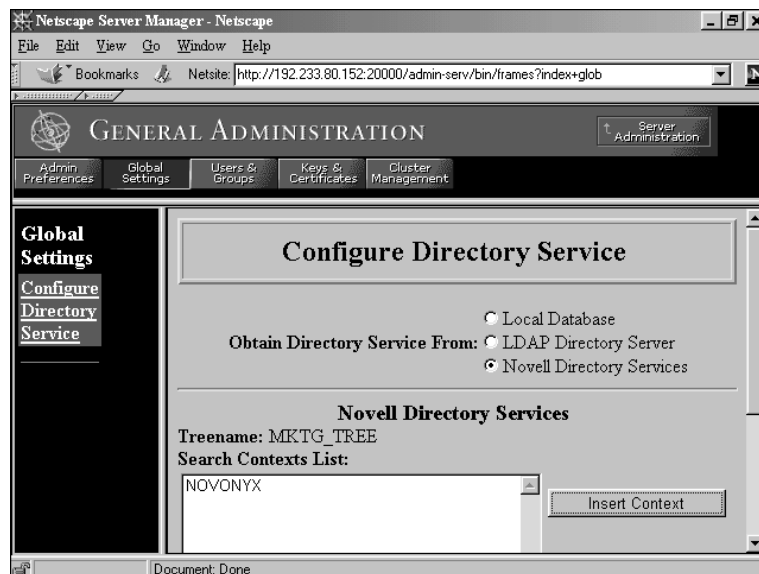 Netscape Server Manager - Netscape
File Edit View Go Window Help
Bookmarks Netsite: http://192.233.80.152:20000/admin-serv/bin/frames?index+glob N
GENERAL ADMINISTRATION
Server
Administration
Admin
Preferences
Global
Settings
Users &
Groups
Keys &
Certificates
Cluster
Management
Global
Settings
Configure
Directory
Service
Configure Directory Service
Local Database
Obtain Directory Service From: LDAP Directory Server
Novell Directory Services
Novell Directory Services
Treename: MKTG_TREE
Search Contexts List:
NOVONYX
Insert Context
Document: Done